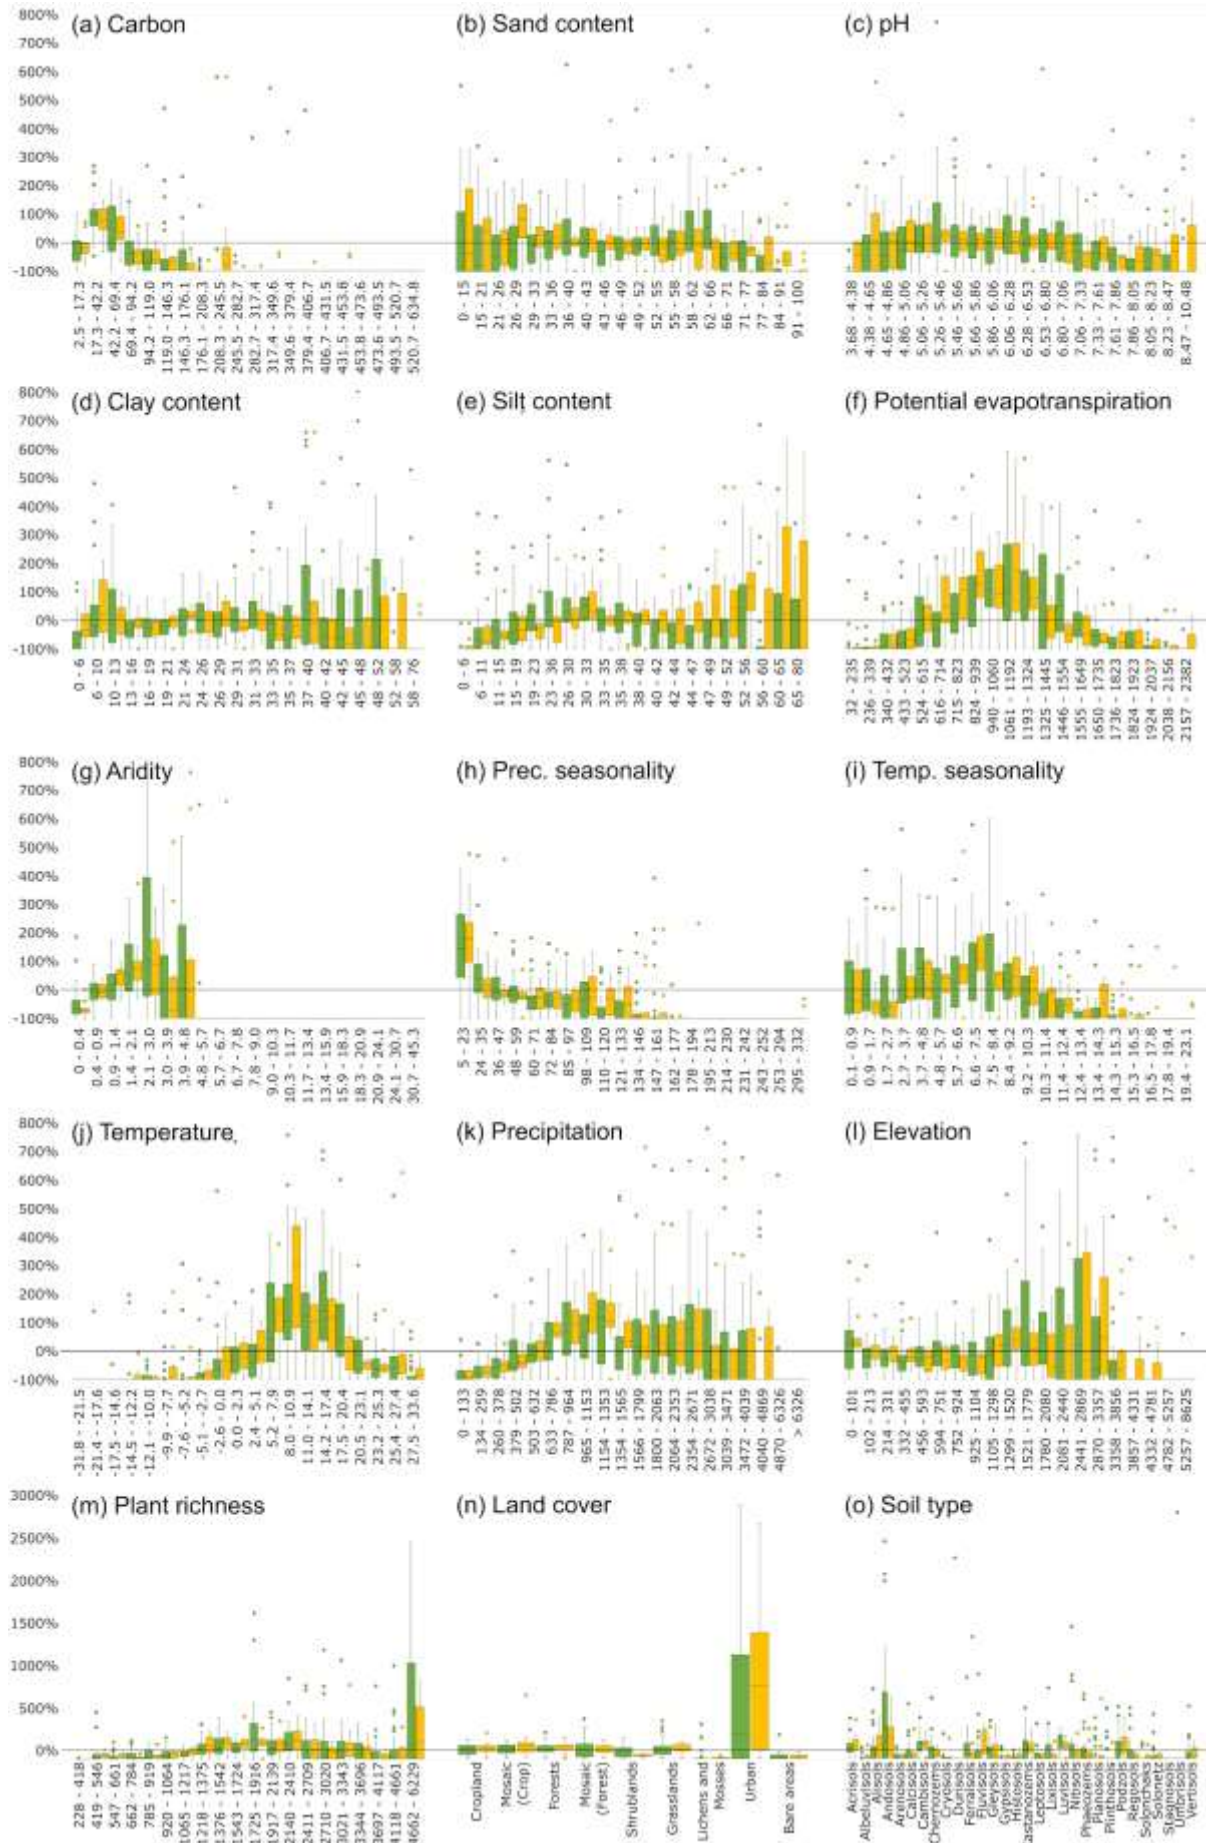 (a) Carbon
(b) Sand content
(c) pH
800%
700%
600%
500%
400%
300%
200%
100%
0%
-100%
2.5 - 17.3
17.3 - 42.2
42.2 - 69.4
69.4 - 94.2
94.2 - 119.0
119.0 - 146.3
146.3 - 176.1
176.1 - 208.3
208.3 - 245.5
245.5 - 282.7
282.7 - 317.4
317.4 - 349.6
349.6 - 379.4
379.4 - 406.7
406.7 - 431.5
431.5 - 453.8
453.8 - 473.6
473.6 - 493.5
493.5 - 520.7
520.7 - 634.8
0 - 15
15 - 21
21 - 26
26 - 29
29 - 33
33 - 36
36 - 40
40 - 43
43 - 46
46 - 49
49 - 52
52 - 55
55 - 58
58 - 62
62 - 66
66 - 71
71 - 77
77 - 84
84 - 91
91 - 100
3.68 - 4.38
4.38 - 4.65
4.65 - 4.86
4.86 - 5.06
5.06 - 5.26
5.26 - 5.46
5.46 - 5.66
5.66 - 5.86
5.86 - 6.06
6.06 - 6.28
6.28 - 6.53
6.53 - 6.80
6.80 - 7.06
7.06 - 7.33
7.33 - 7.61
7.61 - 7.86
7.86 - 8.05
8.05 - 8.23
8.23 - 8.47
8.47 - 10.48
(d) Clay content
(e) Silt content
(f) Potential evapotranspiration
800%
700%
600%
500%
400%
300%
200%
100%
0%
-100%
0 - 6
6 - 10
10 - 13
13 - 16
16 - 19
19 - 21
21 - 24
24 - 26
26 - 29
29 - 31
31 - 33
33 - 35
35 - 37
37 - 40
40 - 42
42 - 45
45 - 48
48 - 52
52 - 58
58 - 76
0 - 6
6 - 11
11 - 15
15 - 19
19 - 23
23 - 36
26 - 30
30 - 33
33 - 35
35 - 38
38 - 40
40 - 42
42 - 44
44 - 47
47 - 49
49 - 52
52 - 56
56 - 60
60 - 65
65 - 80
32 - 235
236 - 339
340 - 432
433 - 523
524 - 615
616 - 714
715 - 823
824 - 939
940 - 1060
1061 - 1192
1193 - 1324
1325 - 1445
1446 - 1554
1555 - 1649
1650 - 1735
1736 - 1823
1824 - 1923
1924 - 2037
2038 - 2156
2157 - 2382
(g) Aridity
(h) Prec. seasonality
(i) Temp. seasonality
800%
700%
600%
500%
400%
300%
200%
100%
0%
-100%
0 - 0.4
0.4 - 0.9
0.9 - 1.4
1.4 - 2.1
2.1 - 3.0
3.0 - 3.9
3.9 - 4.8
4.8 - 5.7
5.7 - 6.7
6.7 - 7.8
7.8 - 9.0
9.0 - 10.3
10.3 - 11.7
11.7 - 13.4
13.4 - 15.9
15.9 - 18.3
18.3 - 20.9
20.9 - 24.1
24.1 - 30.7
30.7 - 45.3
5 - 23
24 - 35
36 - 47
48 - 59
60 - 71
72 - 84
85 - 97
98 - 109
110 - 120
121 - 133
134 - 146
147 - 161
162 - 177
178 - 194
195 - 213
214 - 230
231 - 242
243 - 252
253 - 294
295 - 332
0.1 - 0.9
0.9 - 1.7
1.7 - 2.7
2.7 - 3.7
3.7 - 4.8
4.8 - 5.7
5.7 - 6.6
6.6 - 7.5
7.5 - 8.4
8.4 - 9.2
9.2 - 10.3
10.3 - 11.4
11.4 - 12.4
12.4 - 13.4
13.4 - 14.3
14.3 - 15.3
15.3 - 16.5
16.5 - 17.8
17.8 - 19.4
19.4 - 23.1
(j) Temperature
(k) Precipitation
(l) Elevation
800%
700%
600%
500%
400%
300%
200%
100%
0%
-100%
-31.8 - -21.5
-21.4 - -17.6
-17.5 - -14.6
-14.5 - -12.2
-12.1 - -10.0
-9.9 - -7.7
-7.6 - -5.2
-5.1 - -2.7
-2.6 - 0.0
0.0 - 2.3
2.4 - 5.1
5.2 - 7.9
8.0 - 10.9
11.0 - 14.1
14.2 - 17.4
17.5 - 20.4
20.5 - 23.1
23.2 - 25.3
25.4 - 27.4
27.5 - 33.6
0 - 133
134 - 259
260 - 378
379 - 502
503 - 632
633 - 786
787 - 964
965 - 1153
1154 - 1353
1354 - 1565
1566 - 1799
1800 - 2063
2064 - 2353
2354 - 2671
2672 - 3038
3039 - 3471
3472 - 4039
4040 - 4869
4870 - 6326
> 6326
0 - 101
102 - 213
214 - 331
332 - 455
456 - 593
594 - 751
752 - 924
925 - 1104
1105 - 1298
1299 - 1520
1521 - 1779
1780 - 2080
2061 - 2440
2441 - 2869
2870 - 3357
3358 - 3856
3857 - 4331
4332 - 4781
4782 - 5257
5257 - 8625
(m) Plant richness
(n) Land cover
(o) Soil type
3000%
2500%
2000%
1500%
1000%
500%
0%
228 - 418
419 - 546
547 - 661
662 - 784
785 - 919
920 - 1064
1065 - 1217
1218 - 1375
1376 - 1542
1543 - 1724
1725 - 1916
1917 - 2139
2140 - 2410
2411 - 2709
2710 - 3020
3021 - 3343
3344 - 3696
3697 - 4117
4118 - 4661
4662 - 6229
Cropland
Mosaic
(Crop)
Forests
Mosaic
(Forest)
Shrublands
Grasslands
Lichens and
Mosses
Urban
Bare areas
Acrisols
Albeluvisols
Alisols
Andosols
Arenosols
Calcisols
Cambisols
Chernozems
Cryosols
Durisols
Ferralsols
Fluvisols
Gleysols
Gypsisols
Histosols
Kastanozems
Leptosols
Lixisols
Luvisols
Nitisols
Phaeozems
Planosols
Plinthosols
Podzols
Regosols
Solonchaks
Solonetz
Stagnosols
Umbrisols
Vertisols